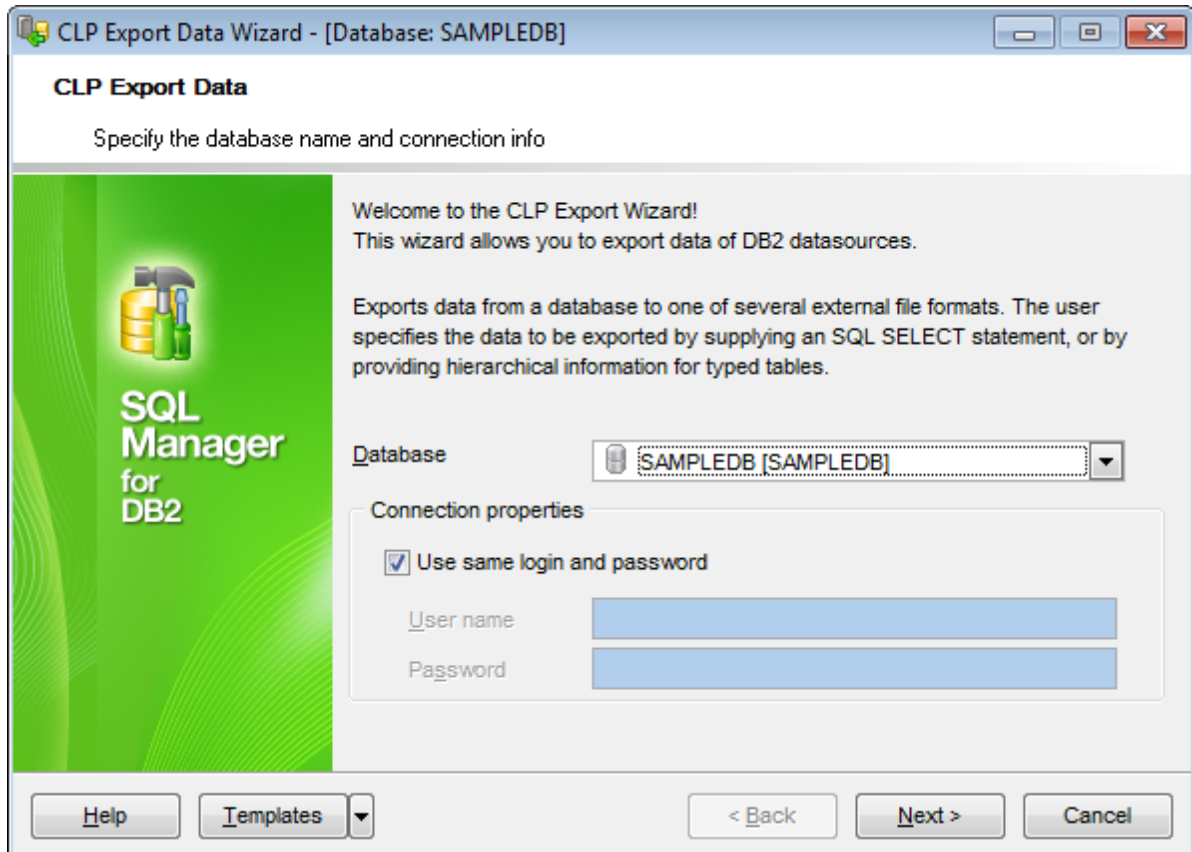 CLP Export Data Wizard - [Database: SAMPLEDB]
CLP Export Data
Specify the database name and connection info
Welcome to the CLP Export Wizard!
This wizard allows you to export data of DB2 datasources.
Exports data from a database to one of several external file formats. The user
specifies the data to be exported by supplying an SQL SELECT statement, or by
providing hierarchical information for typed tables.
SQL
Manager
for
DB2
Database
SAMPLEDB [SAMPLEDB]
Connection properties
Use same login and password
User name
Password
Help
Templates
< Back
Next >
Cancel